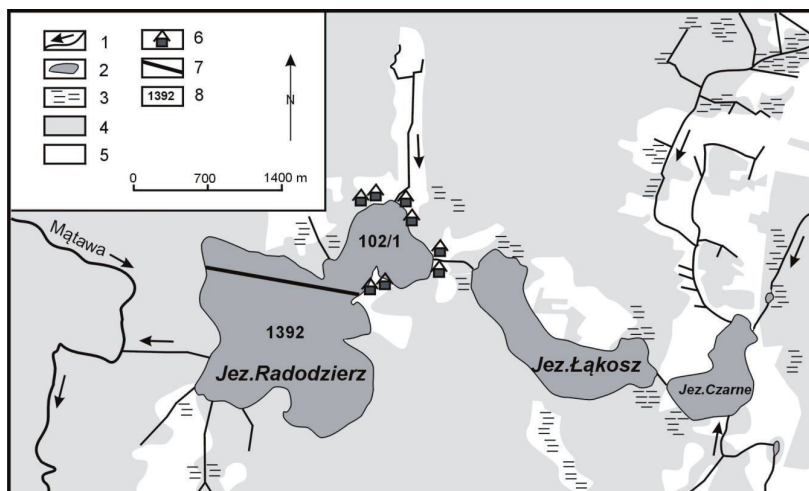 1
2
3
4
5
6
7
1392 8
N
0 700 1400 m
Mątawa
102/1
1392
Jez.Radodzierz
Jez.Łąkosz
Jez.Czarne